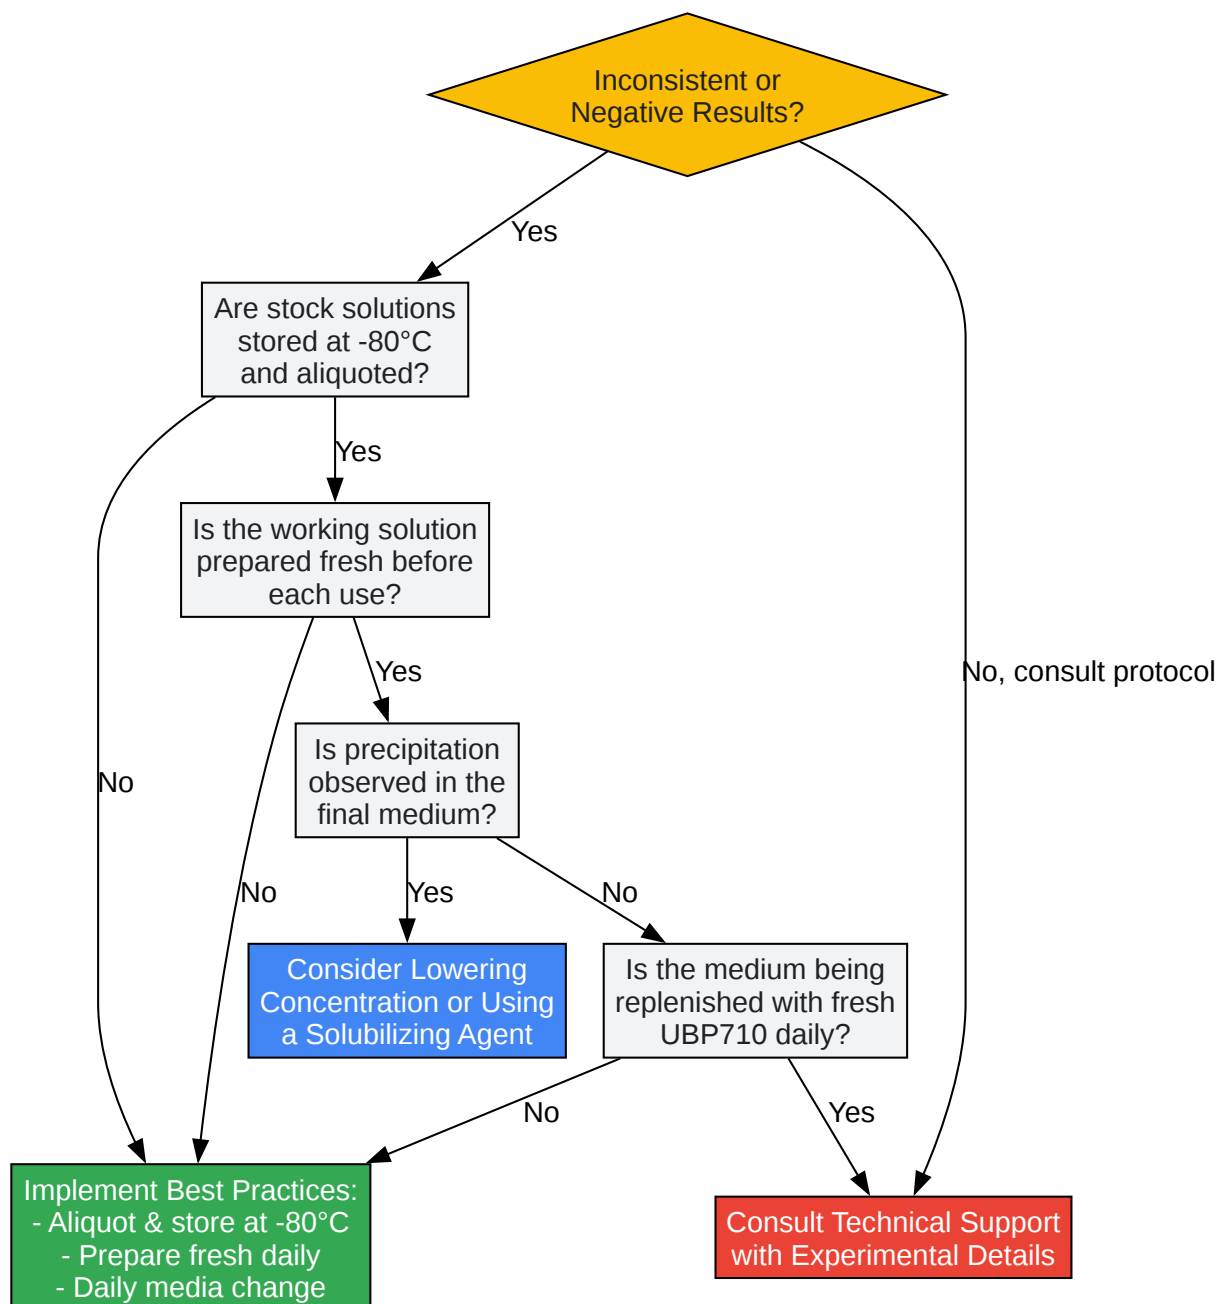 Inconsistent or
Negative Results?
Yes
Are stock solutions
stored at -80°C
and aliquoted?
Yes
Is the working solution
prepared fresh before
each use?
Yes
No, consult protocol
Is precipitation
observed in the
final medium?
No
No
Yes
No
Consider Lowering
Concentration or Using
a Solubilizing Agent
Is the medium being
replenished with fresh
UBP710 daily?
No
Yes
Implement Best Practices:
- Aliquot & store at -80°C
- Prepare fresh daily
- Daily media change
Consult Technical Support
with Experimental Details